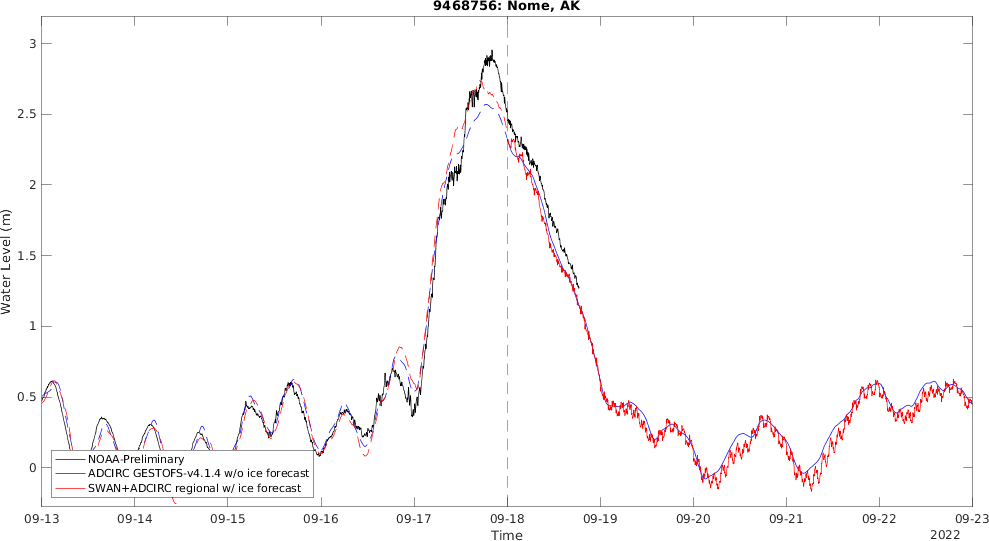 9468756: Nome, AK
3
2.5
2
1.5
1
0.5
0
Water Level (m)
NOAA-Preliminary
ADCIRC GESTOFS-v4.1.4 w/o ice forecast
SWAN+ADCIRC regional w/ ice forecast
09-13 09-14 09-15 09-16 09-17 09-18 09-19 09-20 09-21 09-22 09-23
Time
2022